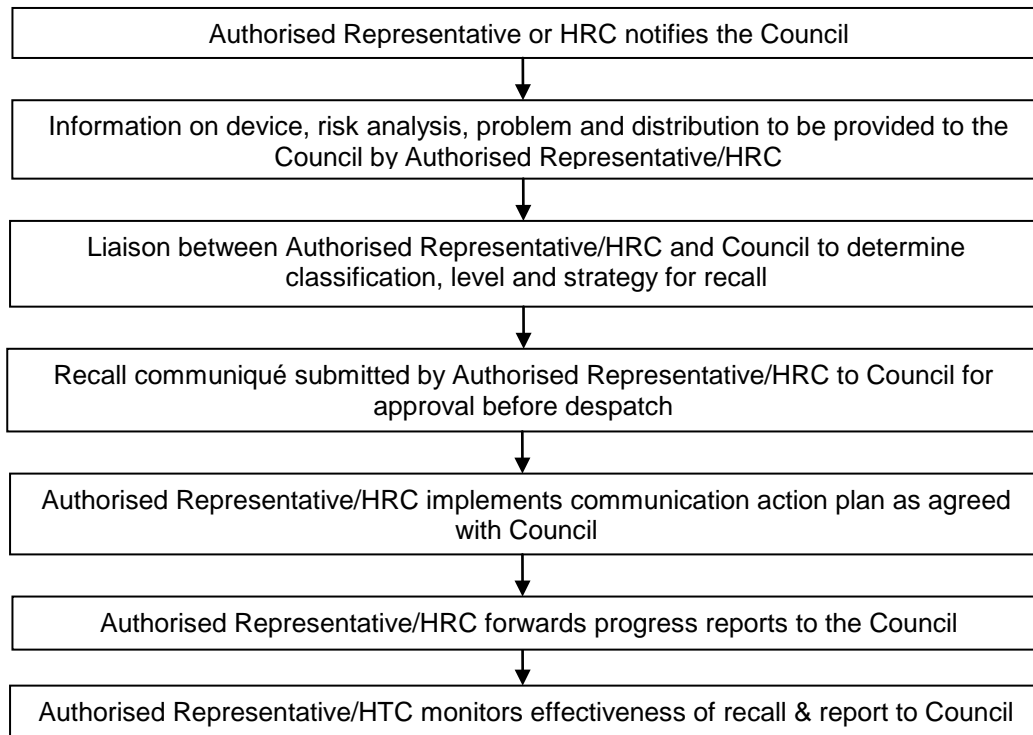 Authorised Representative or HRC notifies the Council
Information on device, risk analysis, problem and distribution to be provided to the
Council by Authorised Representative/HRC
Liaison between Authorised Representative/HRC and Council to determine
classification, level and strategy for recall
Recall communiqué submitted by Authorised Representative/HRC to Council for
approval before despatch
Authorised Representative/HRC implements communication action plan as agreed
with Council
Authorised Representative/HRC forwards progress reports to the Council
Authorised Representative/HTC monitors effectiveness of recall & report to Council